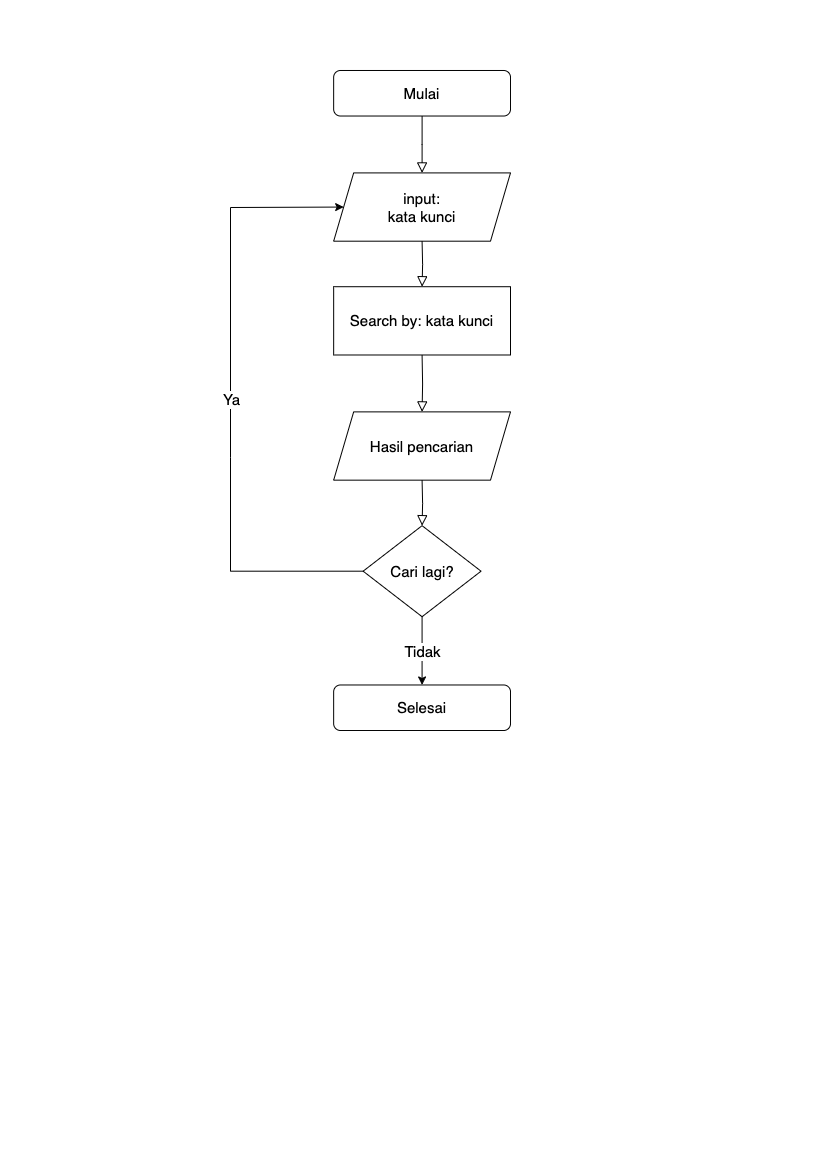 Mulai
input:
kata kunci
Search by: kata kunci
Ya
Hasil pencarian
Cari lagi?
Tidak
Selesai